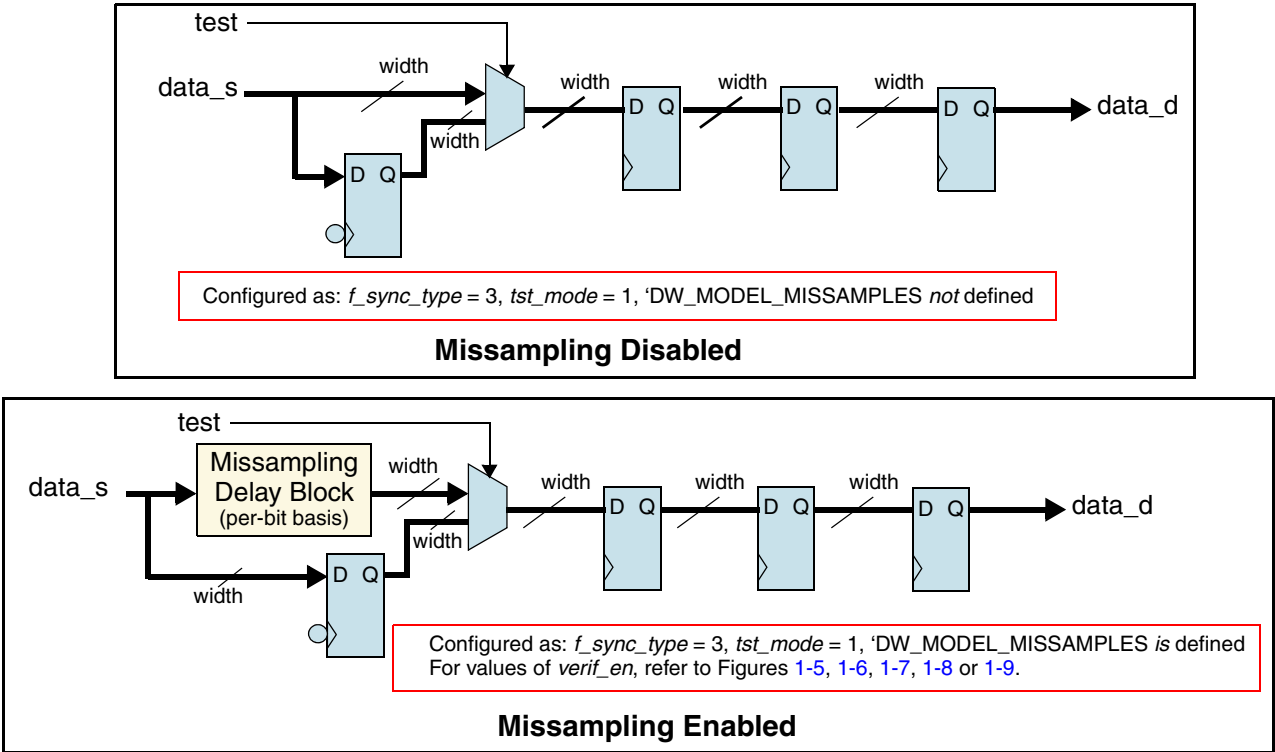 test
data_s
width
width
width
D Q
width
D Q
width
D Q
data_d
D Q
Configured as: f_sync_type = 3, tst_mode = 1, ‘DW_MODEL_MISSAMPLES not defined
Missampling Disabled
test
data_s
Missampling
Delay Block
(per-bit basis)
width
width
width
D Q
width
D Q
width
D Q
data_d
width
D Q
Configured as: f_sync_type = 3, tst_mode = 1, ‘DW_MODEL_MISSAMPLES is defined
For values of verif_en, refer to Figures 1-5, 1-6, 1-7, 1-8 or 1-9.
Missampling Enabled